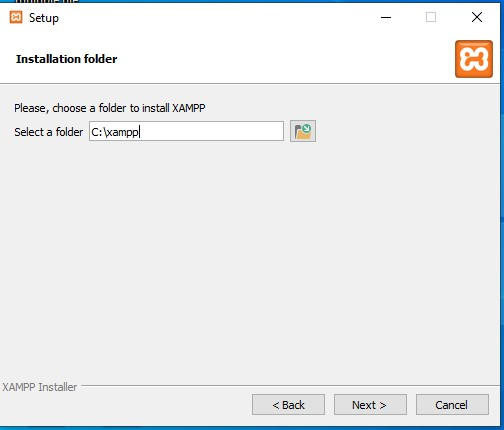 Setup
Installation folder
Please, choose a folder to install XAMPP
Select a folder C:\xampp
XAMPP Installer
< Back Next > Cancel